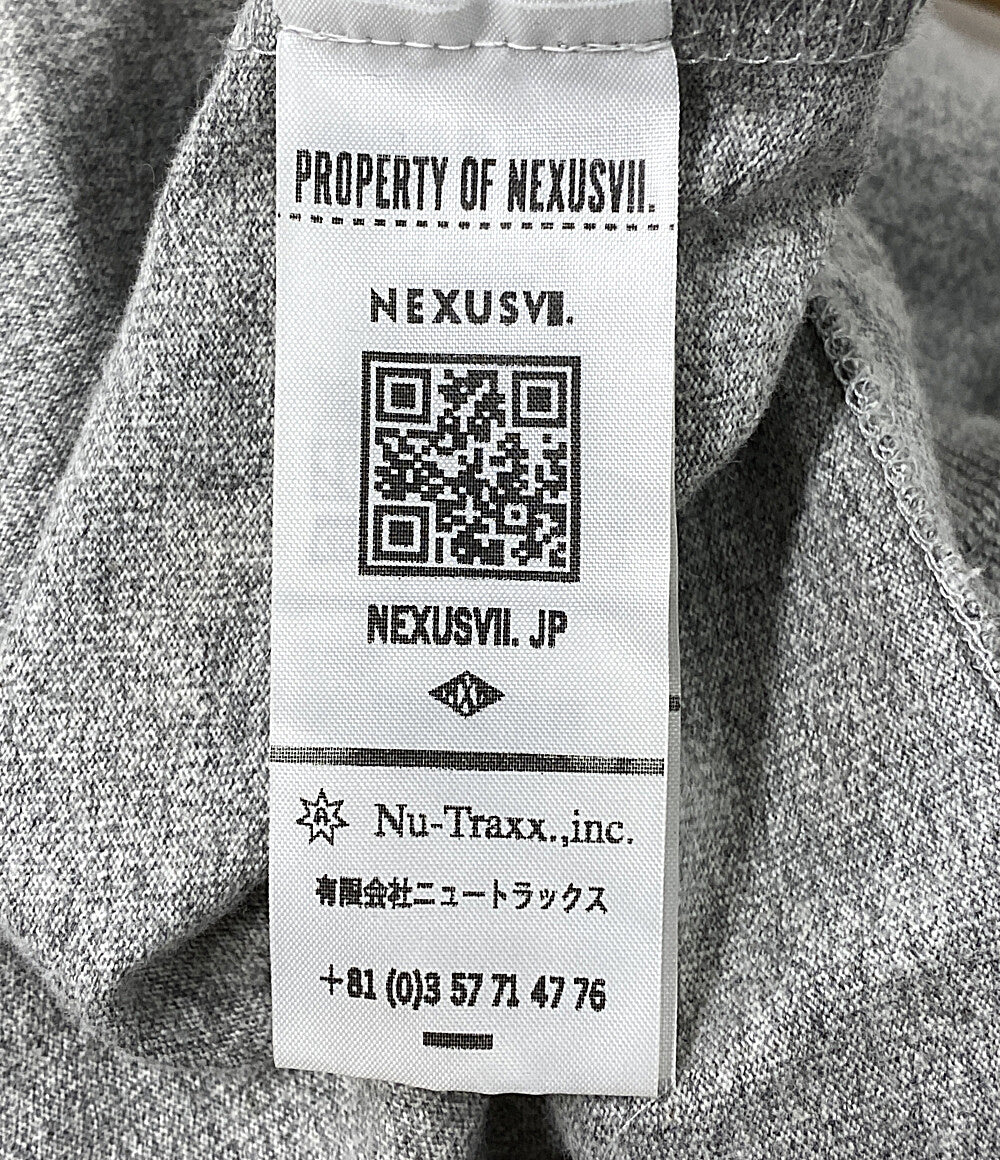 PROPERTY OF NEXUSVII.
NEXUSVII.
NEXUSVII. JP
Nu-Traxx.,inc.
有限会社ニュートラックス
+81 (0)3 57 71 47 76